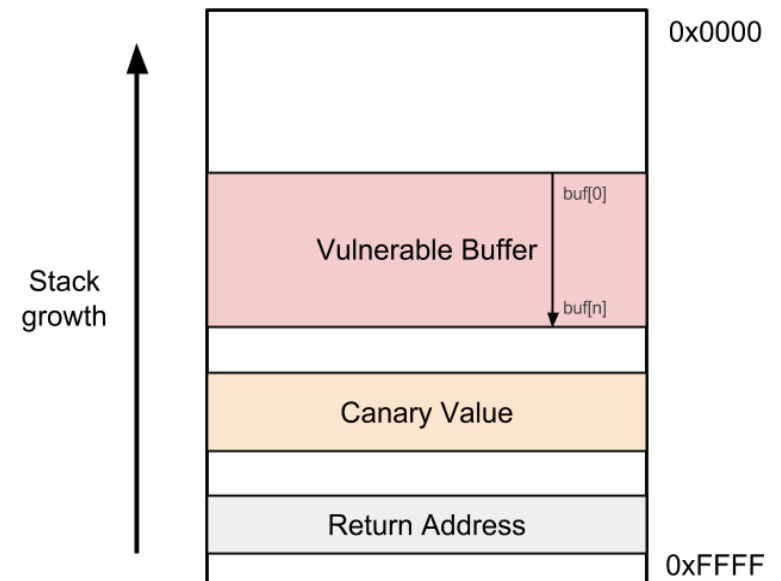 0x0000
buf[0]
Vulnerable Buffer
Stack
growth
buf[n]
Canary Value
Return Address
0xFFFF